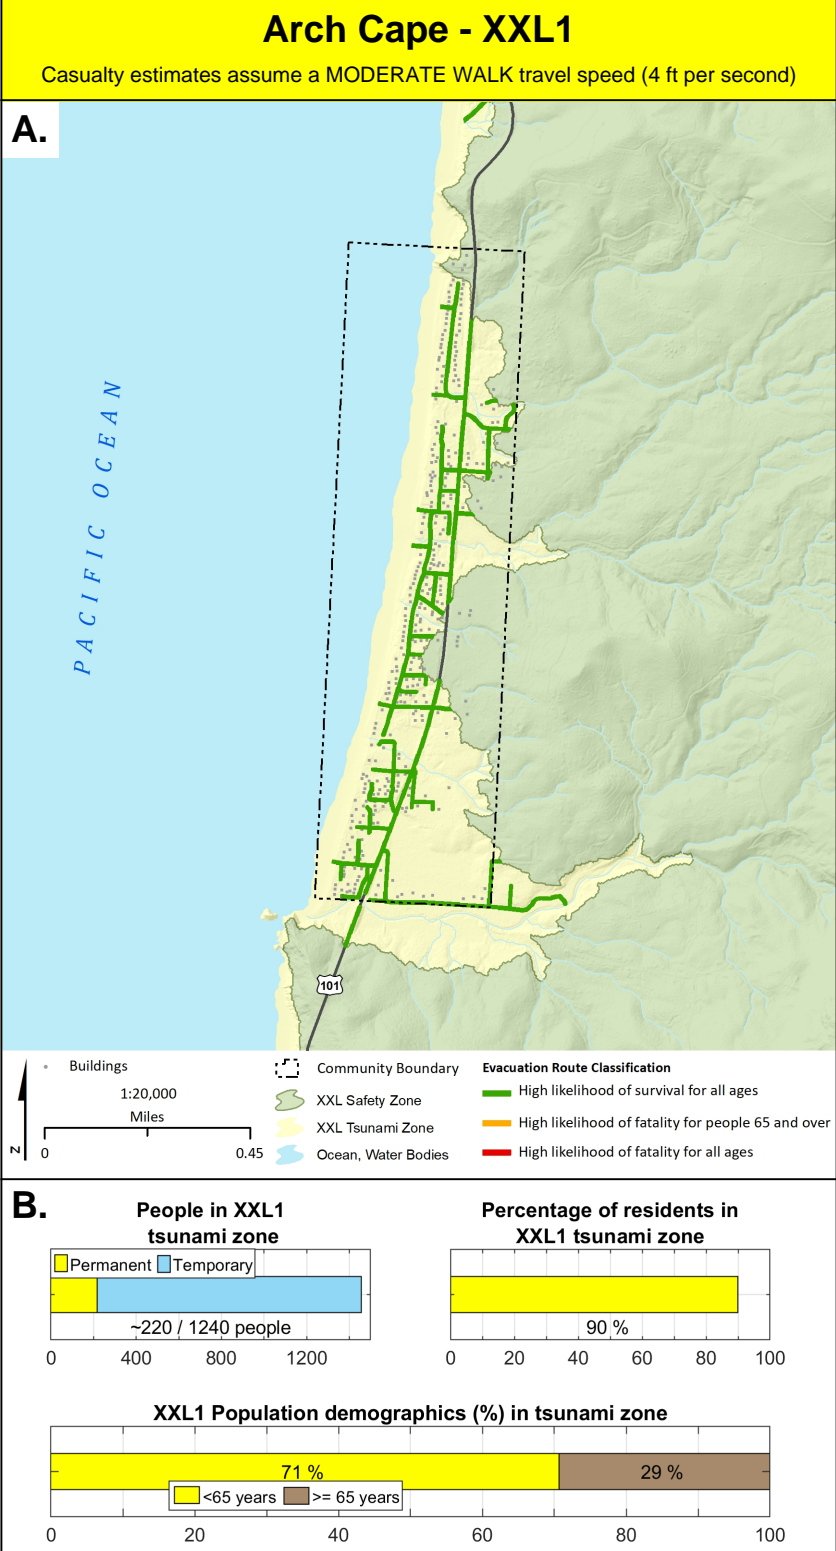 Arch Cape - XXL1
Casualty estimates assume a MODERATE WALK travel speed (4 ft per second)
A.
PACIFIC OCEAN
101
Buildings
1:20,000
Miles
0 0.45
N
Community Boundary
XXL Safety Zone
XXL Tsunami Zone
Ocean, Water Bodies
Evacuation Route Classification
High likelihood of survival for all ages
High likelihood of fatality for people 65 and over
High likelihood of fatality for all ages
B.
People in XXL1
tsunami zone
Permanent Temporary
~220 / 1240 people
0 400 800 1200
Percentage of residents in
XXL1 tsunami zone
90 %
0 20 40 60 80 100
XXL1 Population demographics (%) in tsunami zone
71 % 29 %
<65 years >= 65 years
0 20 40 60 80 100